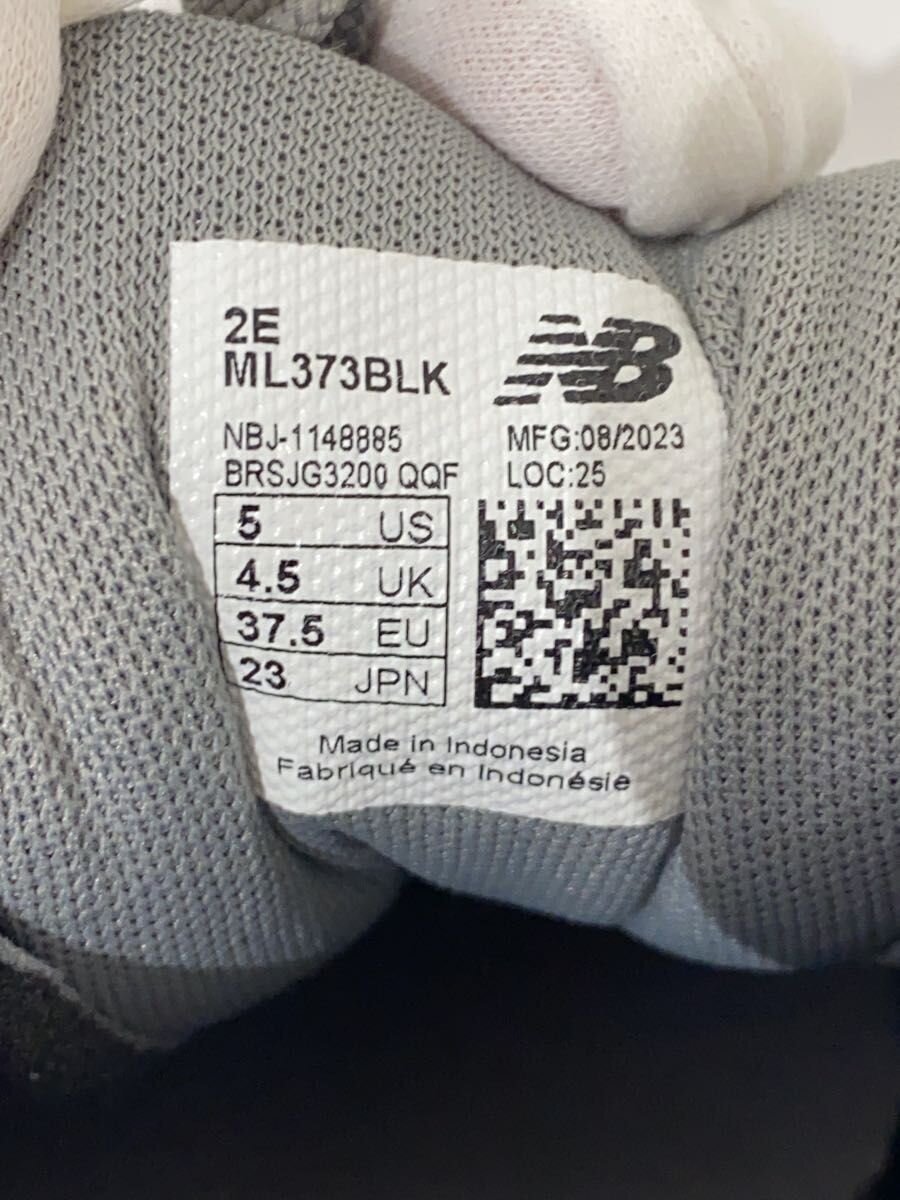 2E
ML373BLK
NB
NBJ-1148885
BRSJG3200 QQF
MFG:08/2023
LOC:25
5 US
4.5 UK
37.5 EU
23 JPN
Made in Indonesia
Fabriqué en Indonésie